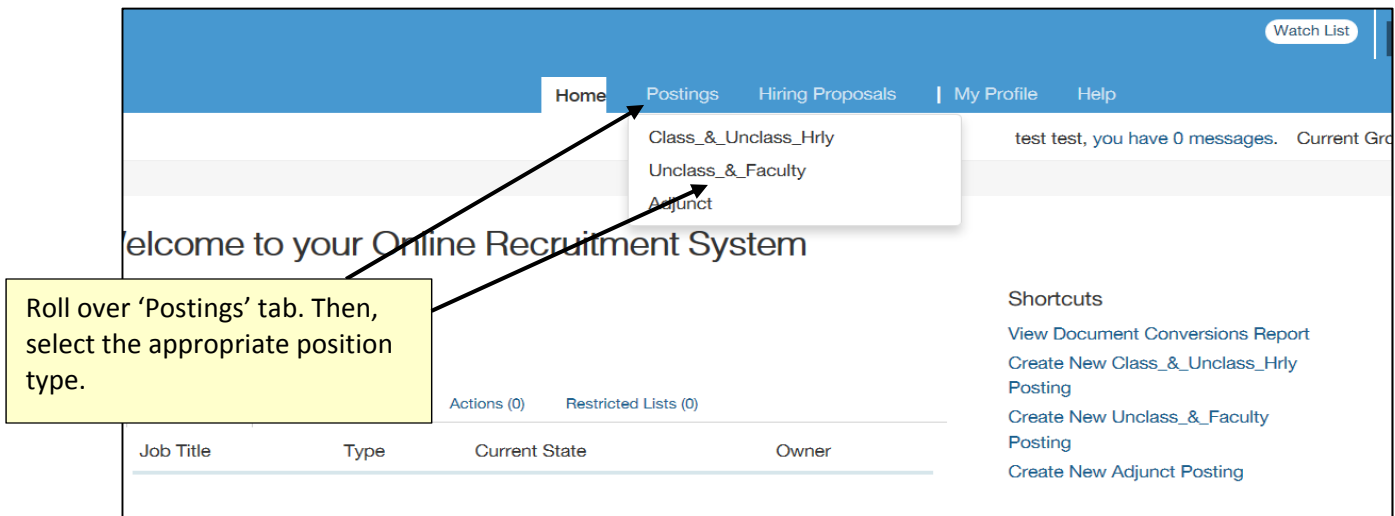 Watch List
Home Postings Hiring Proposals | My Profile Help
Class_&_Unclass_Hrly
test test, you have 0 messages. Current Gro
Unclass_&_Faculty
Adjunct
elcome to your Online Recruitment System
Roll over ‘Postings’ tab. Then,
select the appropriate position
type.
Shortcuts
View Document Conversions Report
Create New Class_&_Unclass_Hrly
Posting
Create New Unclass_&_Faculty
Posting
Create New Adjunct Posting
Actions (0) Restricted Lists (0)
Job Title Type Current State Owner